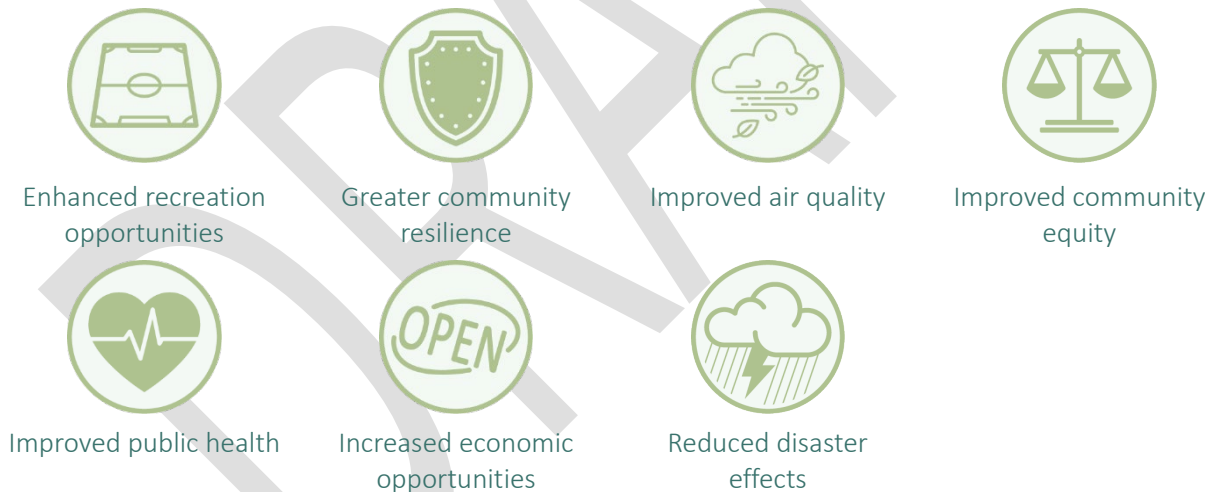 Enhanced recreation
opportunities
Greater community
resilience
Improved air quality
Improved community
equity
Improved public health
OPEN
Increased economic
opportunities
Reduced disaster
effects